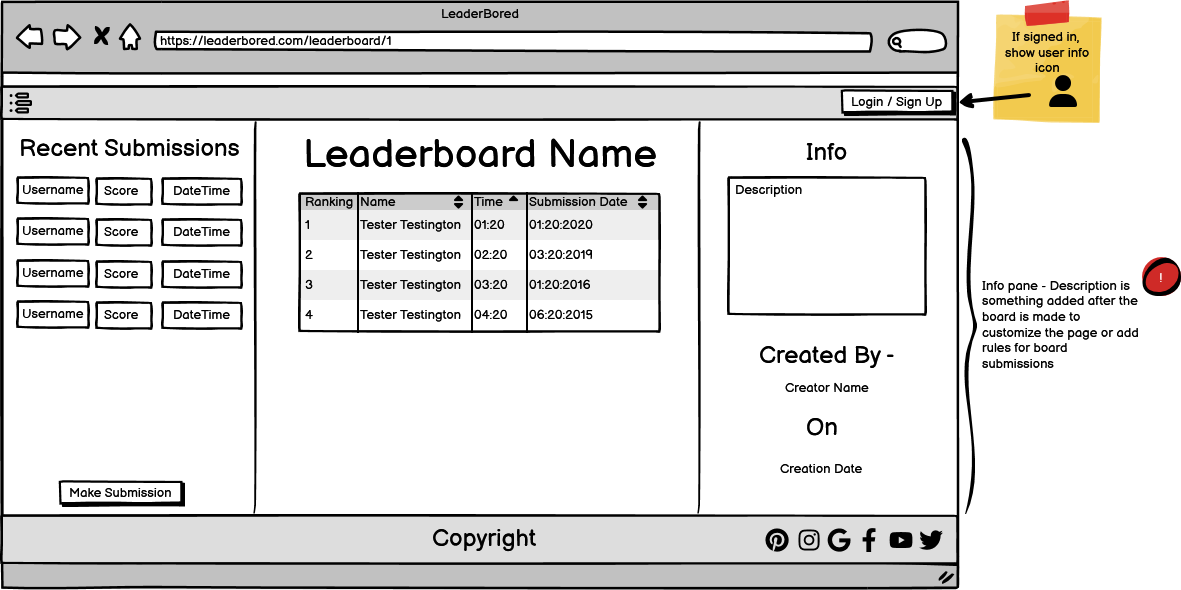 LeaderBored
https://leaderbored.com/leaderboard/1
If signed in,
show user info
icon
Login / Sign Up
Recent Submissions
Username Score DateTime
Username Score DateTime
Username Score DateTime
Username Score DateTime
Make Submission
Leaderboard Name
Ranking Name Time Submission Date
1 Tester Testington 01:20 01:20:2020
2 Tester Testington 02:20 03:20:2019
3 Tester Testington 03:20 01:20:2016
4 Tester Testington 04:20 06:20:2015
Info
Description
Created By -
Creator Name
On
Creation Date
!
Info pane - Description is
something added after the
board is made to
customize the page or add
rules for board
submissions
Copyright